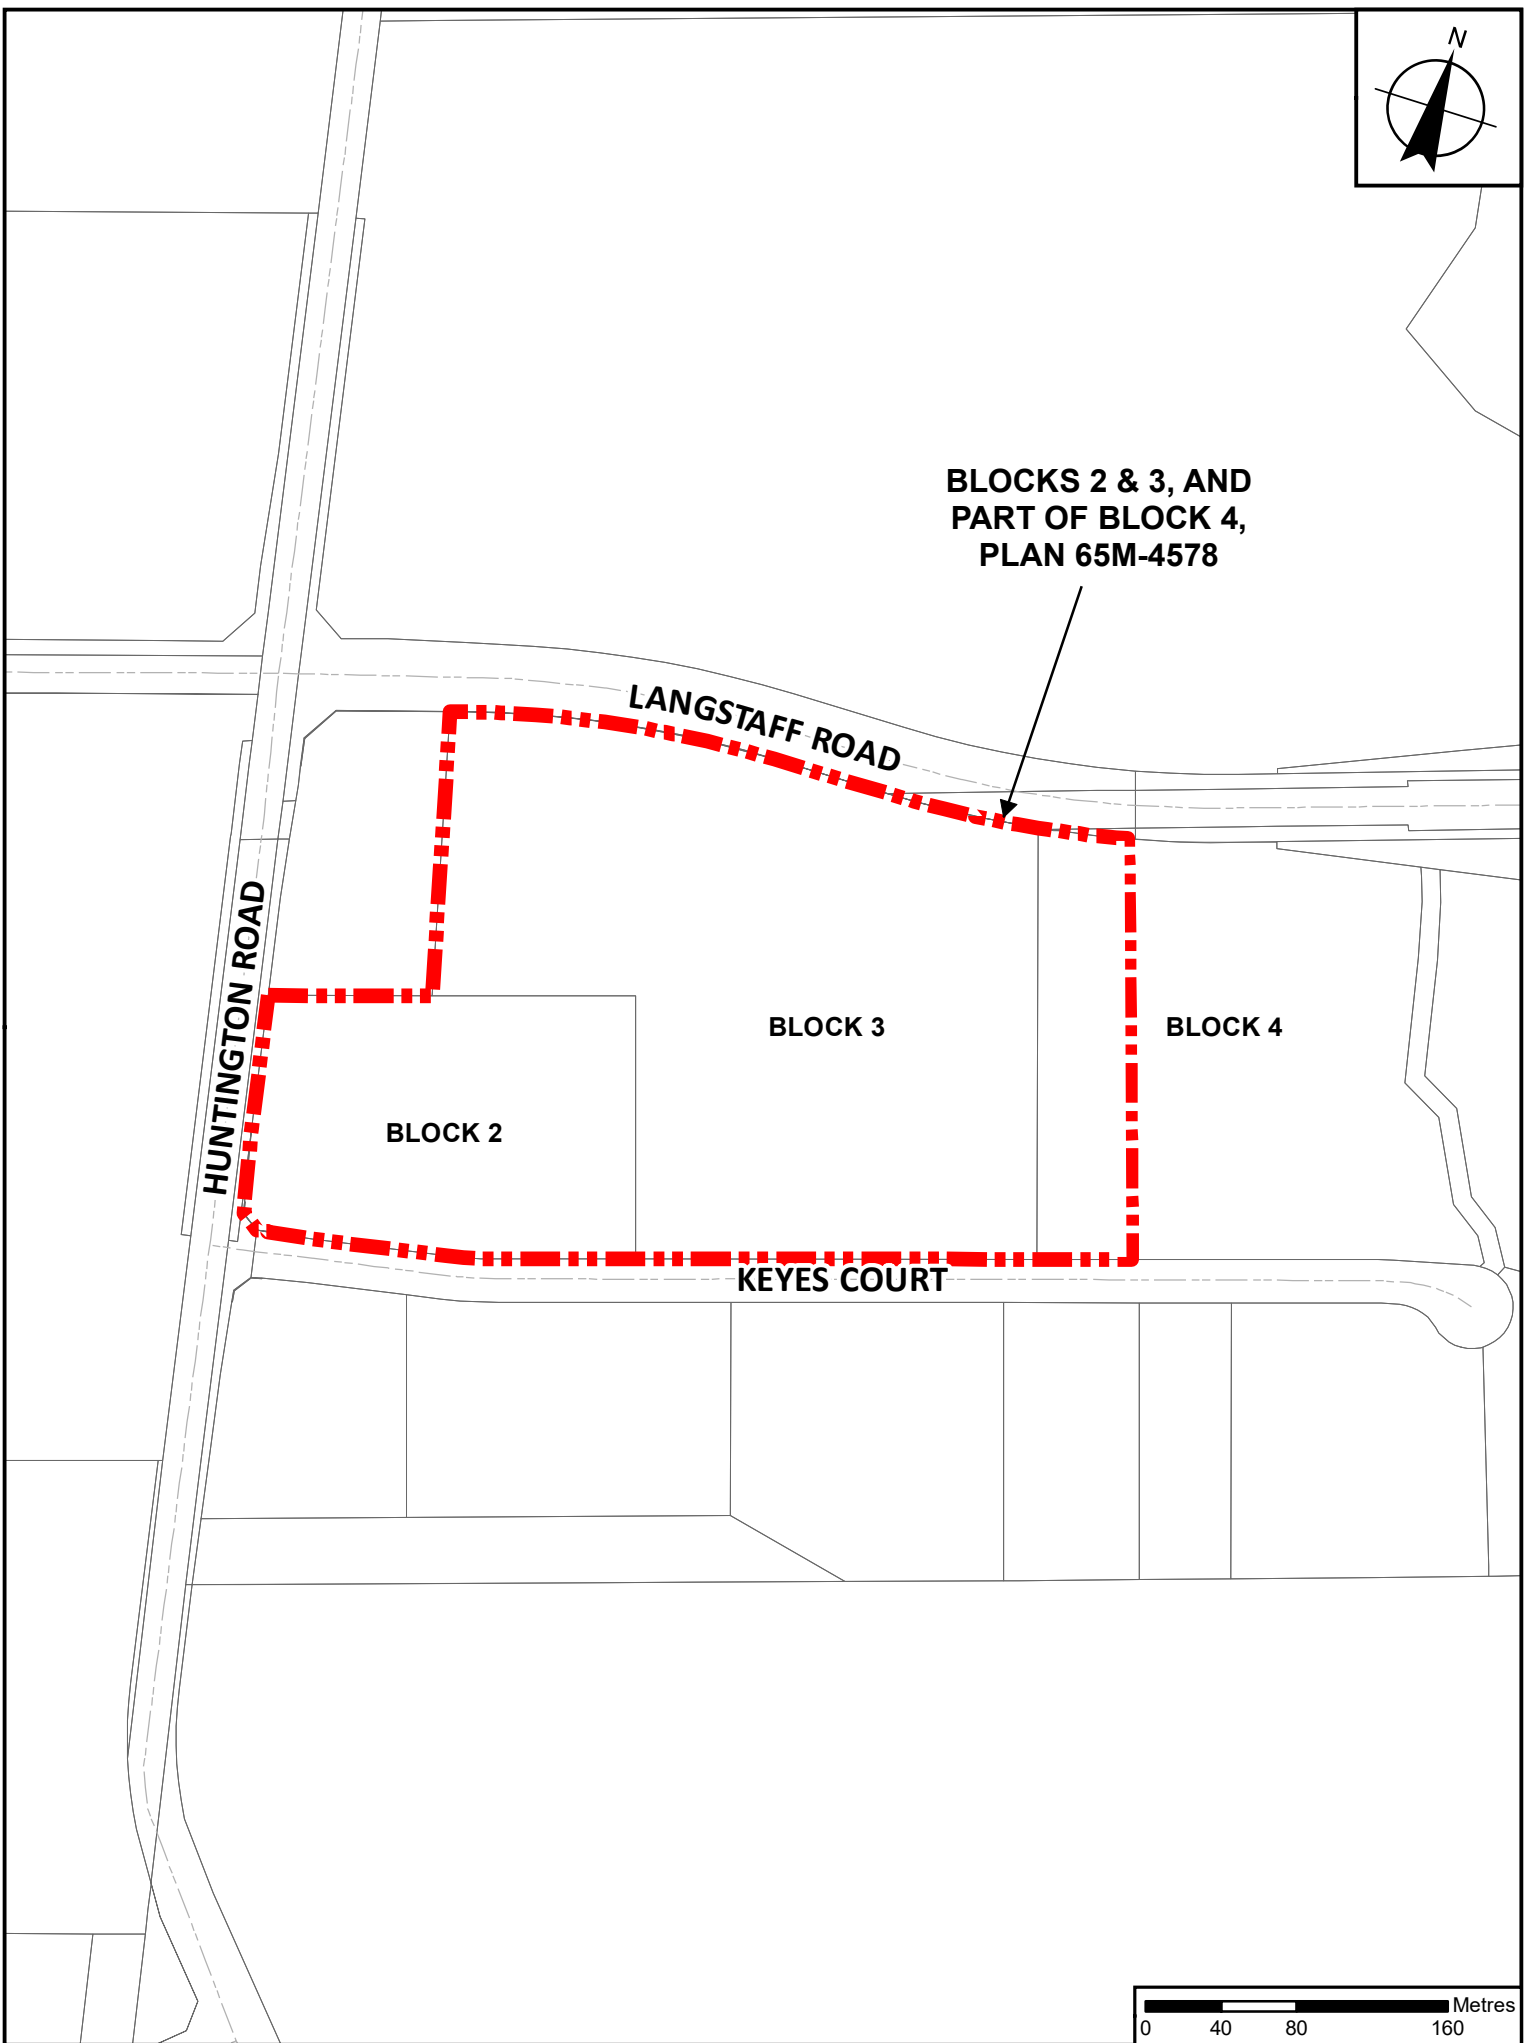 N
BLOCKS 2 & 3, AND
PART OF BLOCK 4,
PLAN 65M-4578
LANGSTAFF ROAD
HUNTINGTON ROAD
BLOCK 3
BLOCK 4
BLOCK 2
KEYES COURT
Metres
0 40 80 160